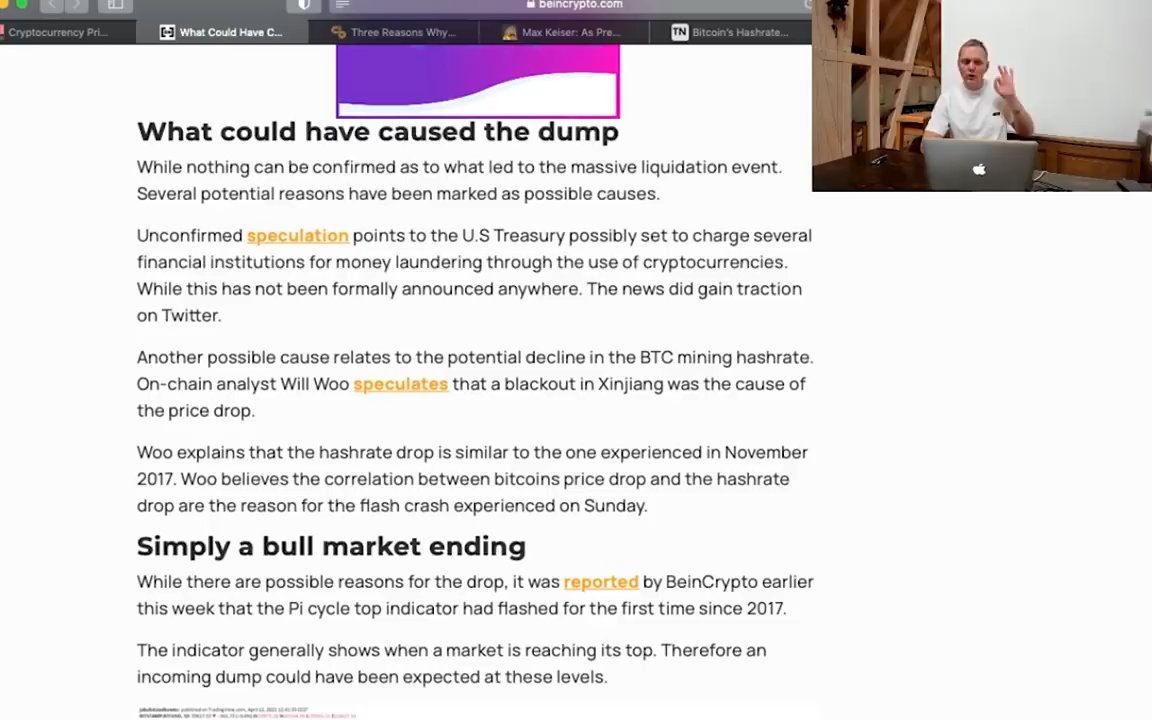 beincrypto.com
Cryptocurrency Pri...
What Could Have C...
Three Reasons Why...
Max Keiser: As Pre...
TN Bitcoin's Hashrate...
What could have caused the dump
While nothing can be confirmed as to what led to the massive liquidation event.
Several potential reasons have been marked as possible causes.
Unconfirmed speculation points to the U.S Treasury possibly set to charge several
financial institutions for money laundering through the use of cryptocurrencies.
While this has not been formally announced anywhere. The news did gain traction
on Twitter.
Another possible cause relates to the potential decline in the BTC mining hashrate.
On-chain analyst Will Woo speculates that a blackout in Xinjiang was the cause of
the price drop.
Woo explains that the hashrate drop is similar to the one experienced in November
2017. Woo believes the correlation between bitcoins price drop and the hashrate
drop are the reason for the flash crash experienced on Sunday.
Simply a bull market ending
While there are possible reasons for the drop, it was reported by BeInCrypto earlier
this week that the Pi cycle top indicator had flashed for the first time since 2017.
The indicator generally shows when a market is reaching its top. Therefore an
incoming dump could have been expected at these levels.